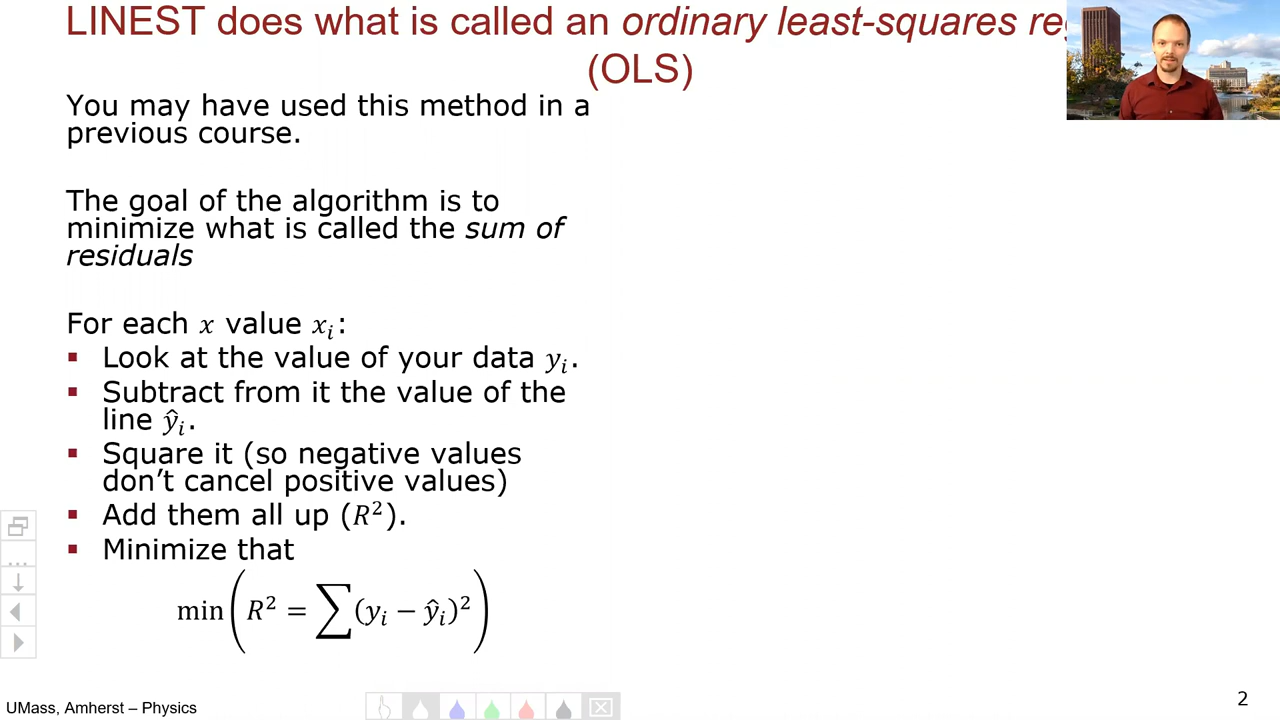 LINEST does what is called an ordinary least-squares
(OLS)
You may have used this method in a
previous course.
The goal of the algorithm is to
minimize what is called the sum of
residuals
For each x value xᵢ:
▪ Look at the value of your data yᵢ.
▪ Subtract from it the value of the
line ŷᵢ.
▪ Square it (so negative values
don’t cancel positive values)
▪ Add them all up (R²).
▪ Minimize that
min(R² = ∑(yᵢ − ŷᵢ)²)
UMass, Amherst – Physics
2